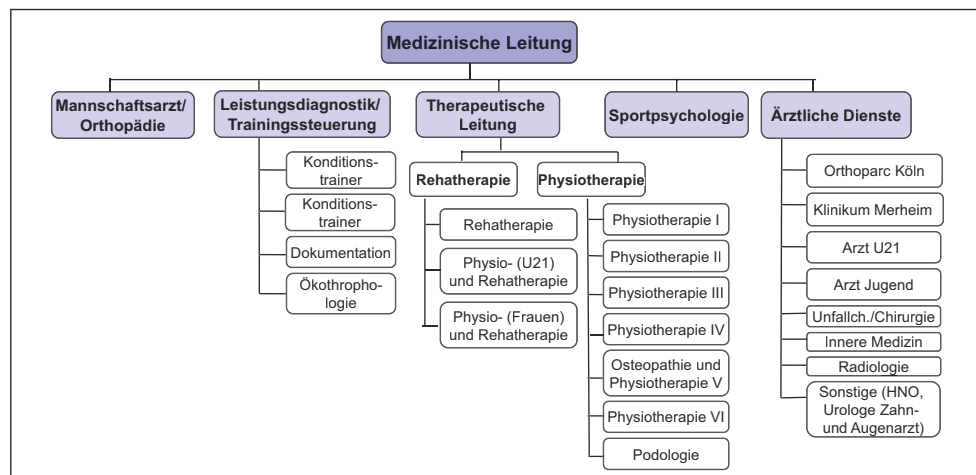 Medizinische Leitung
Mannschaftsarzt/
Orthopädie
Leistungsdiagnostik/
Trainingssteuerung
Therapeutische
Leitung
Sportpsychologie
Ärztliche Dienste
Konditions-
trainer
Konditions-
trainer
Dokumentation
Ökothropho-
logie
Rehatherapie
Rehatherapie
Physio- (U21)
und Rehatherapie
Physio- (Frauen)
und Rehatherapie
Physiotherapie
Physiotherapie I
Physiotherapie II
Physiotherapie III
Physiotherapie IV
Osteopathie und
Physiotherapie V
Physiotherapie VI
Podologie
Orthoparc Köln
Klinikum Merheim
Arzt U21
Arzt Jugend
Unfallch./Chirurgie
Innere Medizin
Radiologie
Sonstige (HNO,
Urologe Zahn-
und Augenarzt)